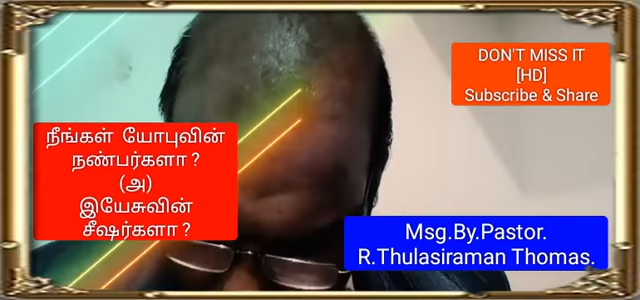 DON'T MISS IT
[HD]
Subscribe & Share
நீங்கள் யோபுவின்
நண்பர்களா ?
(அ)
இயேசுவின்
சீஷர்களா ?
Msg.By.Pastor.
R.Thulasiraman Thomas.